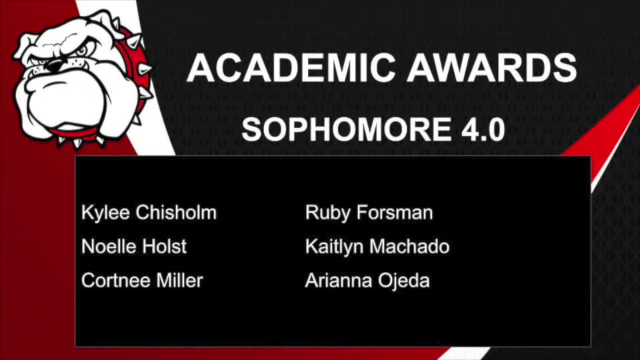 ACADEMIC AWARDS
SOPHOMORE 4.0
Kylee Chisholm
Noelle Holst
Cortnee Miller
Ruby Forsman
Kaitlyn Machado
Arianna Ojeda